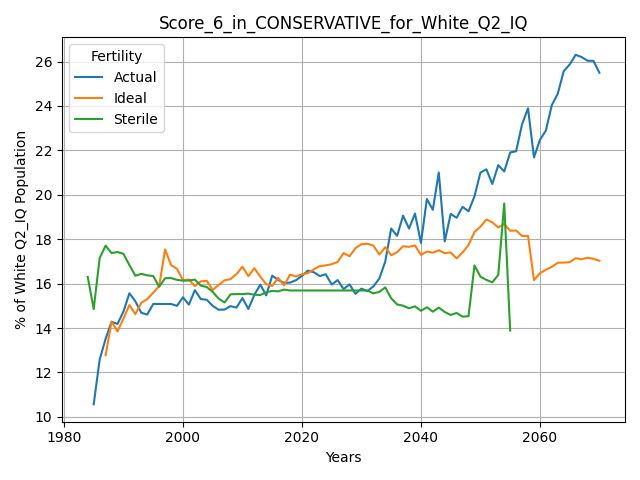 Score_6_in_CONSERVATIVE_for_White_Q2_IQ
Fertility
Actual
Ideal
Sterile
% of White Q2_IQ Population
26
24
22
20
18
16
14
12
10
1980
2000
2020
2040
2060
Years